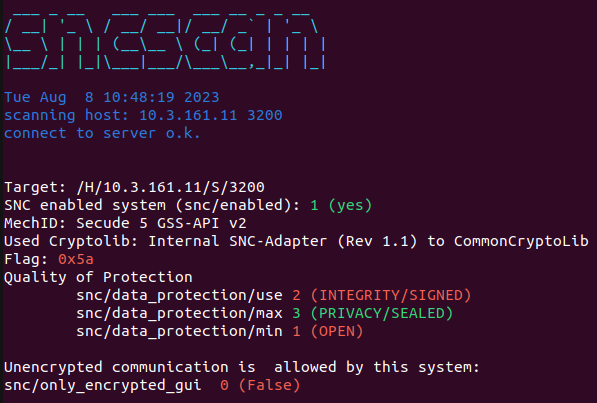 sncscan
Tue Aug  8 10:48:19 2023
scanning host: 10.3.161.11 3200
connect to server o.k.
Target: /H/10.3.161.11/S/3200
SNC enabled system (snc/enabled): 1 (yes)
MechID: Secude 5 GSS-API v2
Used Cryptolib: Internal SNC-Adapter (Rev 1.1) to CommonCryptoLib
Flag: 0x5a
Quality of Protection
snc/data_protection/use 2 (INTEGRITY/SIGNED)
snc/data_protection/max 3 (PRIVACY/SEALED)
snc/data_protection/min 1 (OPEN)
Unencrypted communication is  allowed by this system:
snc/only_encrypted_gui  0 (False)